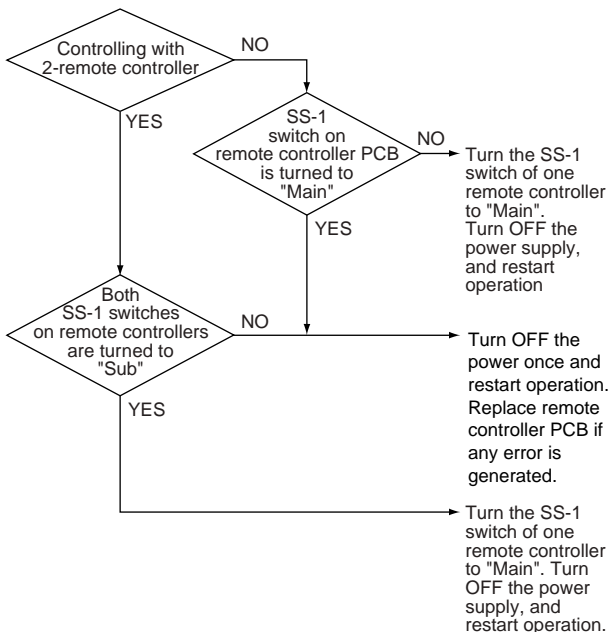 Controlling with
2-remote controller
NO
YES
SS-1
switch on
remote controller PCB
is turned to
"Main"
NO
Turn the SS-1
switch of one
remote controller
to "Main".
Turn OFF the
power supply,
and restart
operation
YES
Both
SS-1 switches
on remote controllers
are turned to
"Sub"
NO
Turn OFF the
power once and
restart operation.
Replace remote
controller PCB if
any error is
generated.
YES
Turn the SS-1
switch of one
remote controller
to "Main". Turn
OFF the power
supply, and
restart operation.